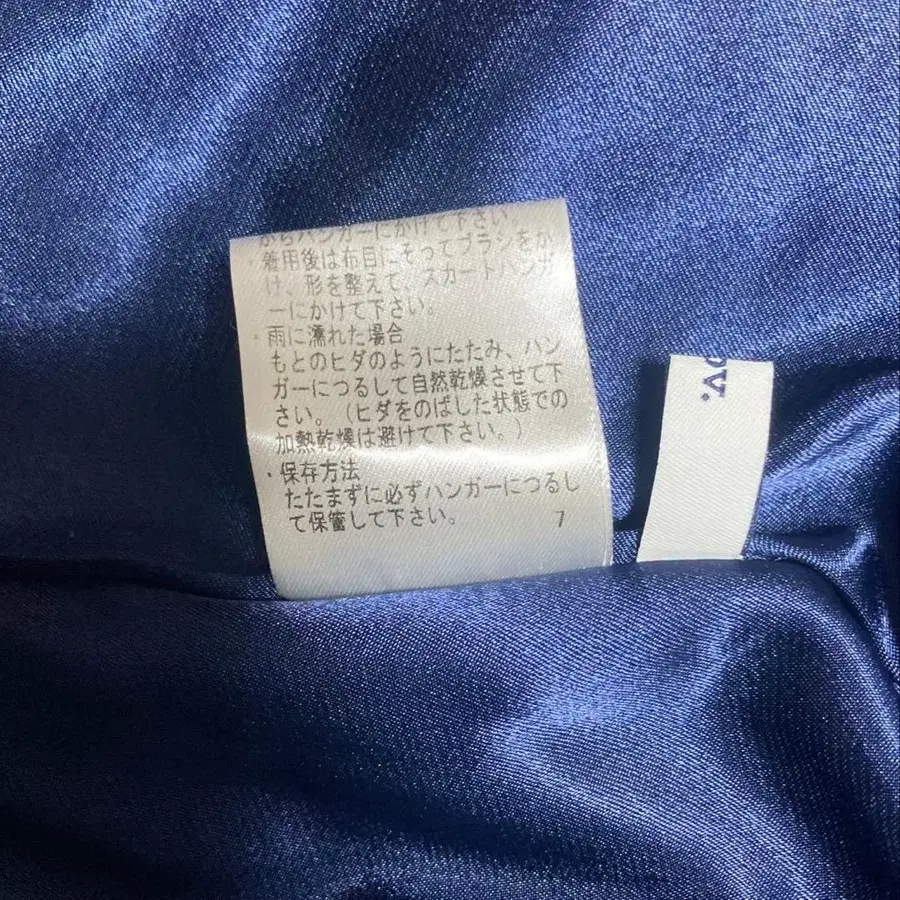 がらハンガーにかけて下さい。
・着用後は布目にそってブラシをか
け、形を整えて、スカートハンガ
ーにかけて下さい。
・雨に濡れた場合
もとのヒダのようにたたみ、ハン
ガーにつるして自然乾燥させて下
さい。（ヒダをのばした状態での
加熱乾燥は避けて下さい。）
・保存方法
たたまずに必ずハンガーにつるし
て保管して下さい。
7
ov.